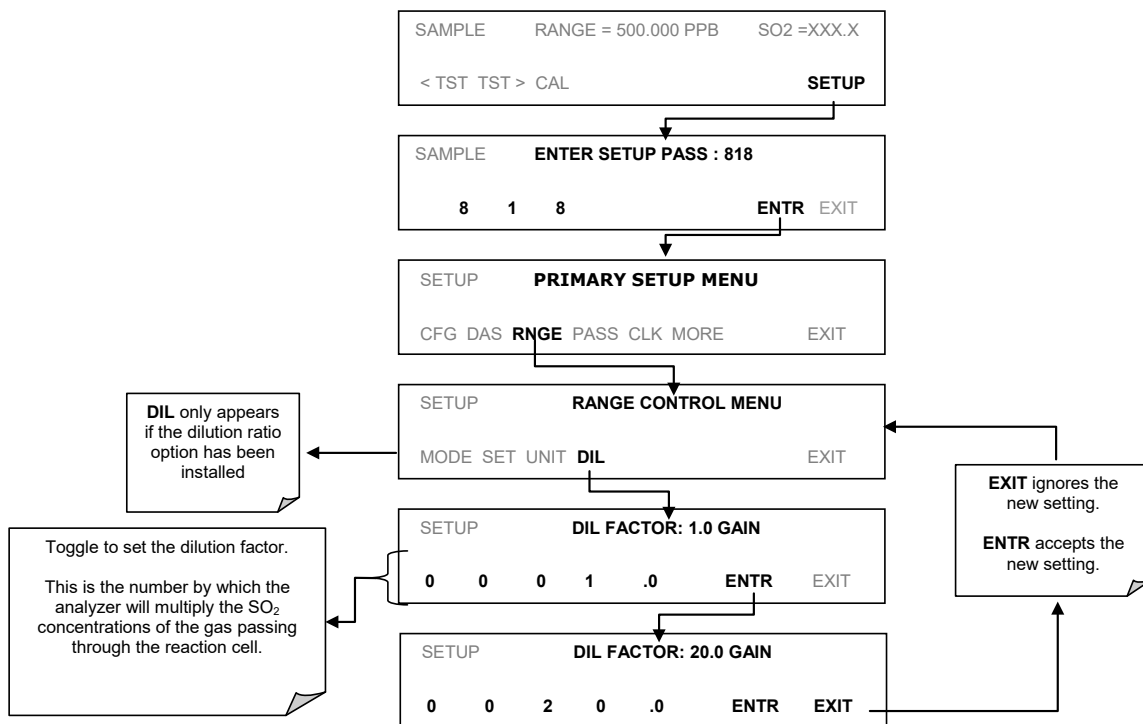 SAMPLE RANGE = 500.000 PPB SO2 =XXX.X
< TST TST > CAL SETUP
SAMPLE ENTER SETUP PASS : 818
8 1 8 ENTR EXIT
SETUP PRIMARY SETUP MENU
CFG DAS RNGE PASS CLK MORE EXIT
SETUP RANGE CONTROL MENU
MODE SET UNIT DIL EXIT
DIL only appears
if the dilution ratio
option has been
installed
SETUP DIL FACTOR: 1.0 GAIN
0 0 0 1 .0 ENTR EXIT
Toggle to set the dilution factor.
This is the number by which the
analyzer will multiply the SO₂
concentrations of the gas passing
through the reaction cell.
SETUP DIL FACTOR: 20.0 GAIN
0 0 2 0 .0 ENTR EXIT
EXIT ignores the
new setting.
ENTR accepts the
new setting.